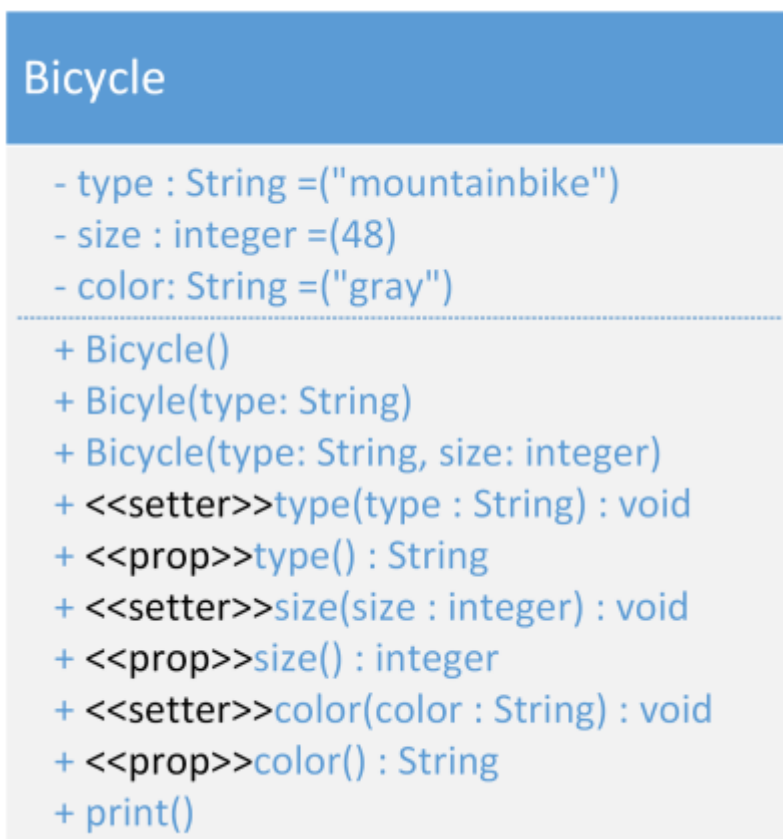 Bicycle
- type : String =("mountainbike")
- size : integer =(48)
- color: String =("gray")
+ Bicycle()
+ Bicyle(type: String)
+ Bicycle(type: String, size: integer)
+ <<setter>>type(type : String) : void
+ <<prop>>type() : String
+ <<setter>>size(size : integer) : void
+ <<prop>>size() : integer
+ <<setter>>color(color : String) : void
+ <<prop>>color() : String
+ print()